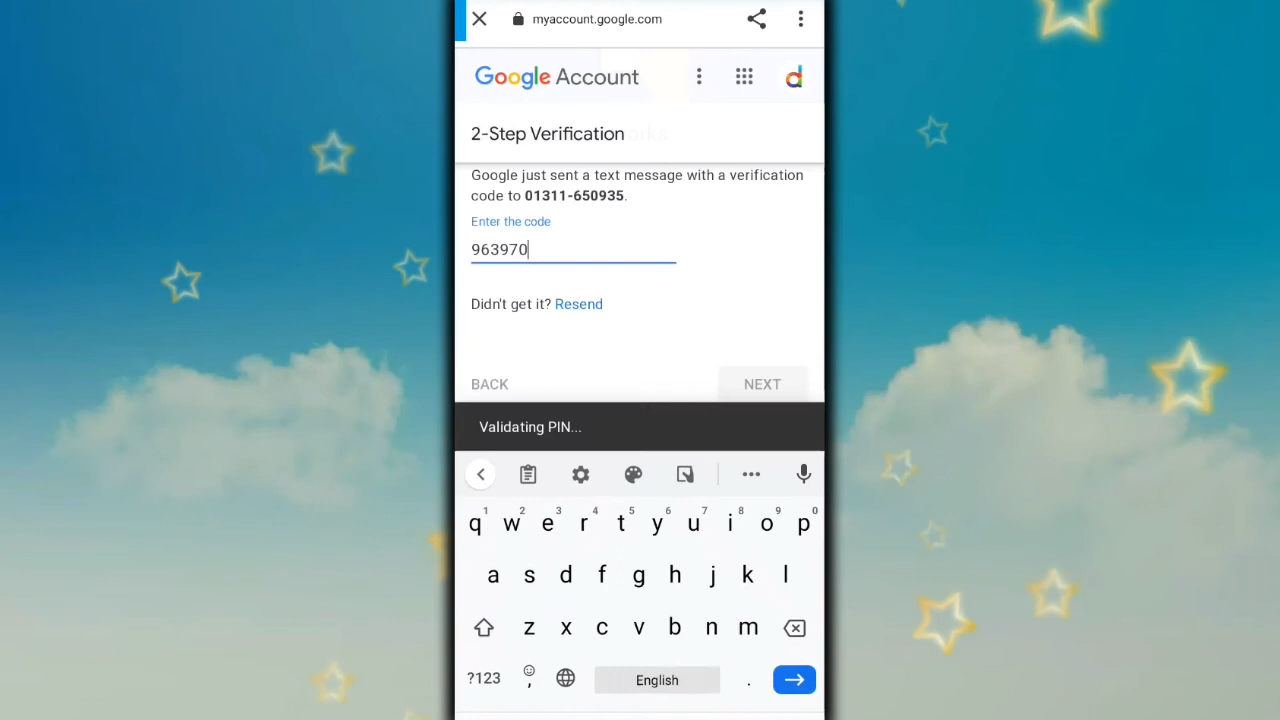 myaccount.google.com
Google Account
d
2-Step Verification
Google just sent a text message with a verification
code to 01311-650935.
Enter the code
963970
Didn't get it? Resend
BACK NEXT
Validating PIN...
1 2 3 4 5 6 7 8 9 0
q w e r t y u i o p
a s d f g h j k l
z x c v b n m
?123 , English .